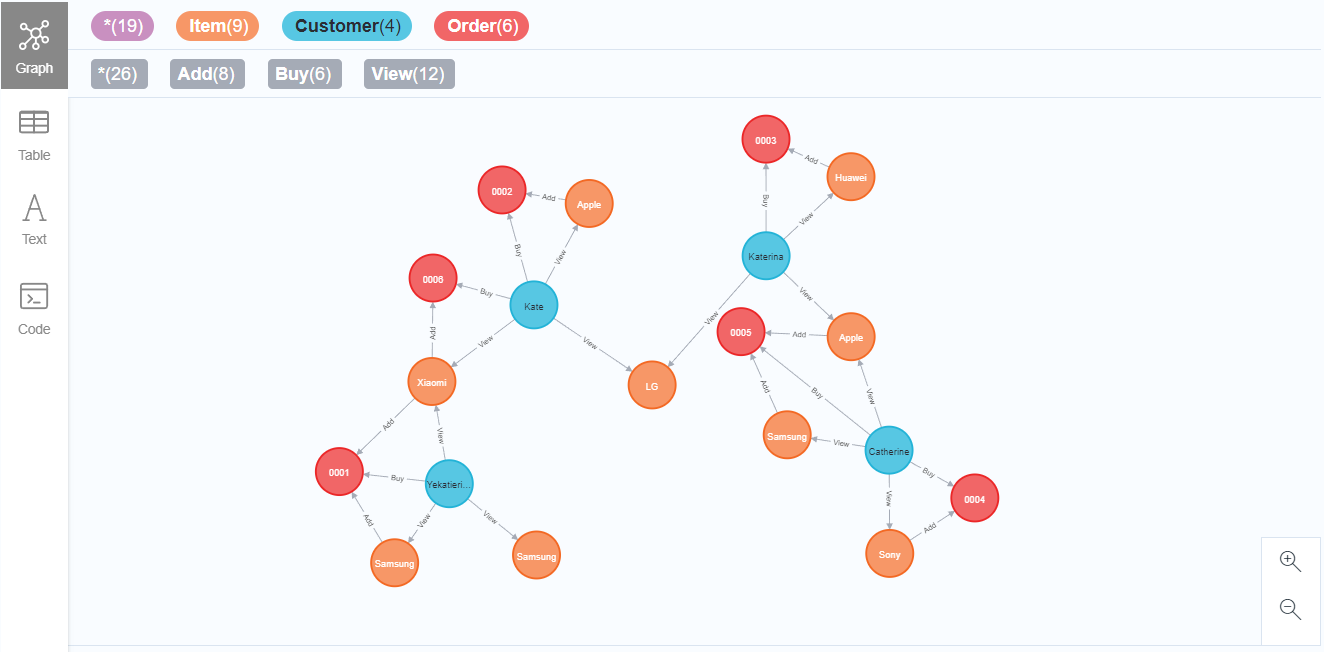 *(19) Item(9) Customer(4) Order(6)
Graph
*(26) Add(8) Buy(6) View(12)
Table
Text
Code
0003
Add
Huawei
Buy
View
Katerina
View
View
0002
Add
Apple
Buy
View
0006
Buy
Kate
Add
View
View
Xiaomi
LG
0005
Add
Apple
Add
Buy
View
Samsung
View
Catherine
Buy
View
0004
Add
Sony
Add
View
0001
Buy
Yekatieri...
Add
View
View
Samsung
Samsung